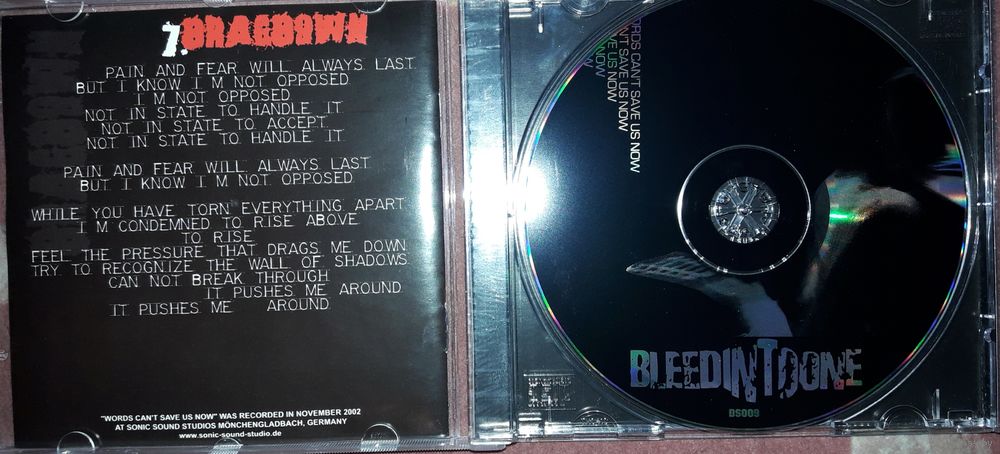 7. DRAGDOWN
PAIN AND FEAR WILL ALWAYS LAST
BUT I KNOW I M NOT OPPOSED
I M NOT OPPOSED
NOT IN STATE TO HANDLE IT
NOT IN STATE TO ACCEPT
NOT IN STATE TO HANDLE IT
PAIN AND FEAR WILL ALWAYS LAST
BUT I KNOW I M NOT OPPOSED
WHILE YOU HAVE TORN EVERYTHING APART
I M CONDEMNED TO RISE ABOVE
TO RISE
FEEL THE PRESSURE THAT DRAGS ME DOWN
TRY TO RECOGNIZE THE WALL OF SHADOWS
CAN NOT BREAK THROUGH
IT PUSHES ME AROUND
IT PUSHES ME AROUND
"WORDS CAN'T SAVE US NOW" WAS RECORDED IN NOVEMBER 2002
AT SONIC SOUND STUDIOS MÖNCHENGLADBACH, GERMANY
www.sonic-sound-studio.de
CAN'T SAVE US NOW
SAVE US NOW
US NOW
NOW
BLEEDINTOONE
DS009